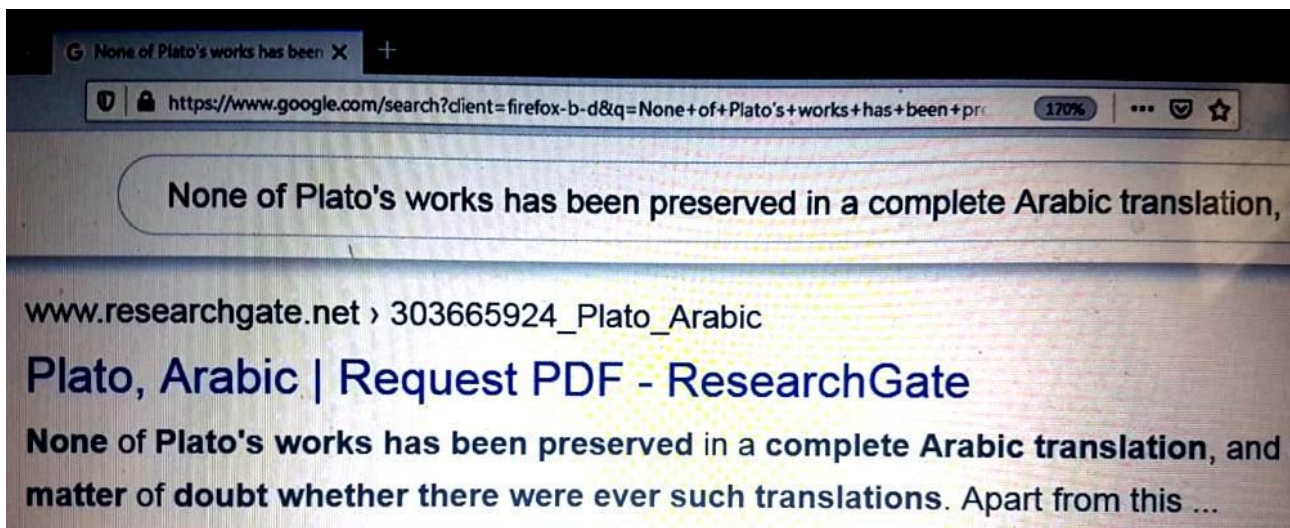 G None of Plato's works has been X +
https://www.google.com/search?client=firefox-b-d&q=None+of+Plato's+works+has+been+pr 170% •••
None of Plato's works has been preserved in a complete Arabic translation,
www.researchgate.net › 303665924_Plato_Arabic
Plato, Arabic | Request PDF - ResearchGate
None of Plato's works has been preserved in a complete Arabic translation, and
matter of doubt whether there were ever such translations. Apart from this ...